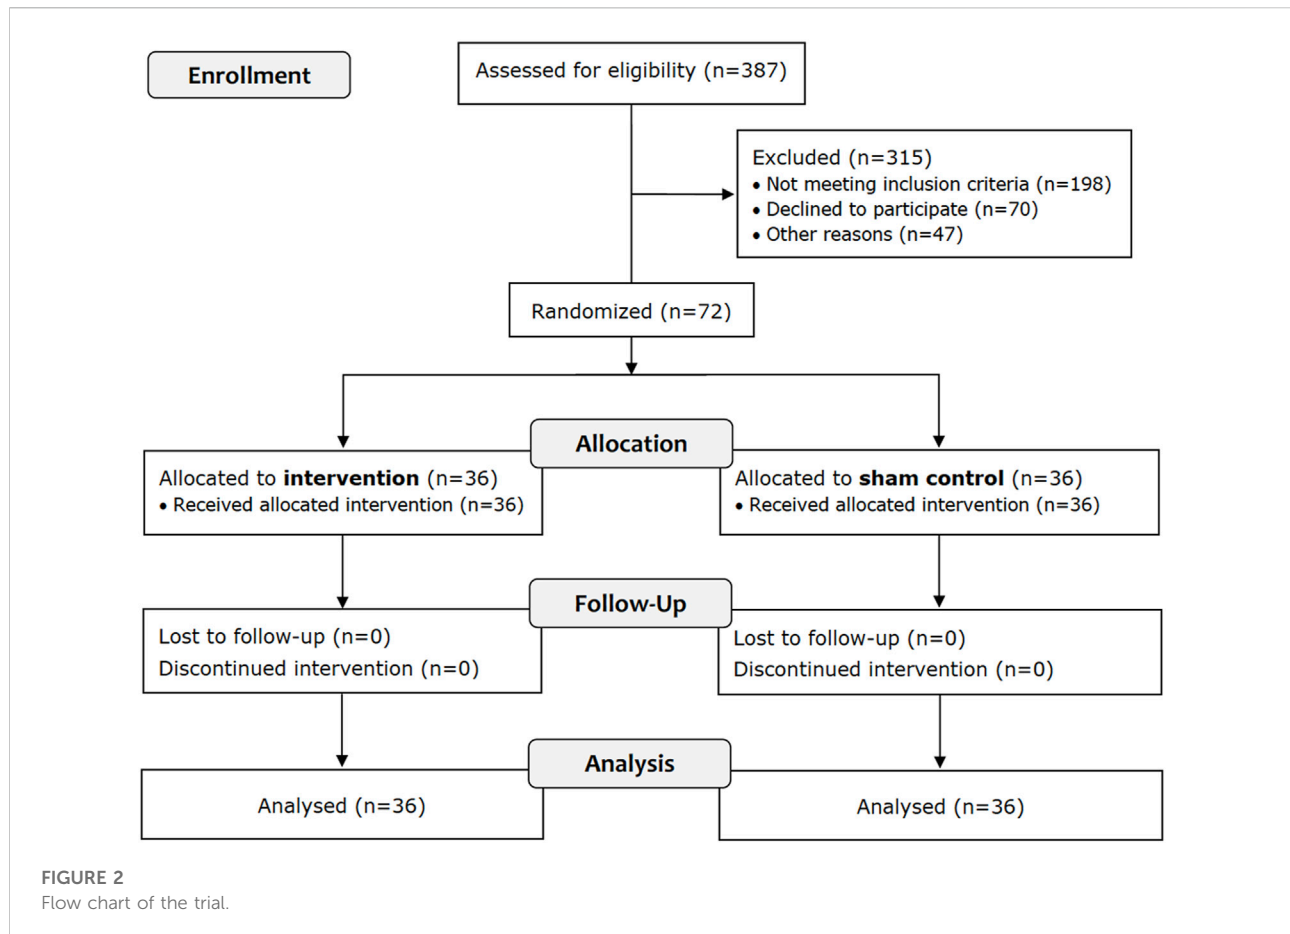 Enrollment
Assessed for eligibility (n=387)
Excluded (n=315)
• Not meeting inclusion criteria (n=198)
• Declined to participate (n=70)
• Other reasons (n=47)
Randomized (n=72)
Allocation
Allocated to intervention (n=36)
• Received allocated intervention (n=36)
Allocated to sham control (n=36)
• Received allocated intervention (n=36)
Follow-Up
Lost to follow-up (n=0)
Discontinued intervention (n=0)
Lost to follow-up (n=0)
Discontinued intervention (n=0)
Analysis
Analysed (n=36)
Analysed (n=36)
FIGURE 2
Flow chart of the trial.